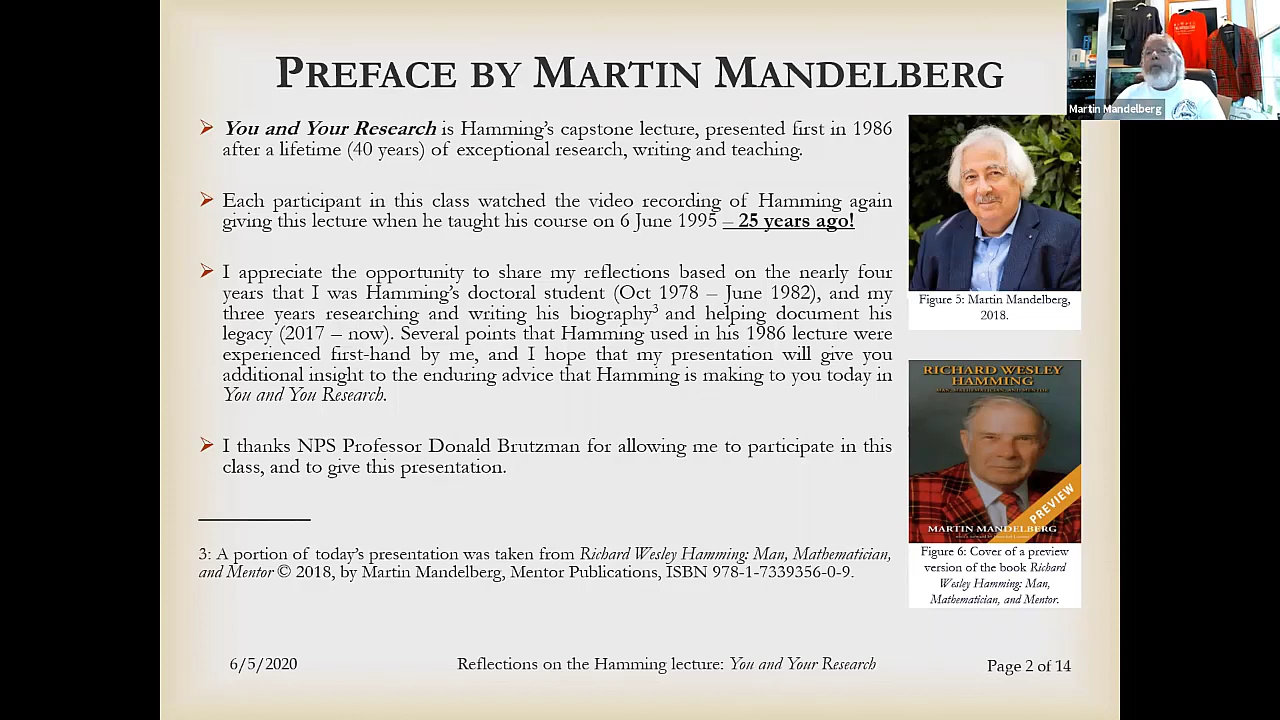 PREFACE BY MARTIN MANDELBERG
Martin Mandelberg
➢ You and Your Research is Hamming's capstone lecture, presented first in 1986
after a lifetime (40 years) of exceptional research, writing and teaching.
➢ Each participant in this class watched the video recording of Hamming again
giving this lecture when he taught his course on 6 June 1995 – 25 years ago!
➢ I appreciate the opportunity to share my reflections based on the nearly four
years that I was Hamming's doctoral student (Oct 1978 – June 1982), and my
three years researching and writing his biography3 and helping document his
legacy (2017 – now). Several points that Hamming used in his 1986 lecture were
experienced first-hand by me, and I hope that my presentation will give you
additional insight to the enduring advice that Hamming is making to you today in
You and You Research.
➢ I thanks NPS Professor Donald Brutzman for allowing me to participate in this
class, and to give this presentation.
3: A portion of today's presentation was taken from Richard Wesley Hamming: Man, Mathematician,
and Mentor © 2018, by Martin Mandelberg, Mentor Publications, ISBN 978-1-7339356-0-9.
Figure 5: Martin Mandelberg,
2018.
RICHARD WESLEY
HAMMING
MAN, MATHEMATICIAN, AND MENTOR
PREVIEW
MARTIN MANDELBERG
Figure 6: Cover of a preview
version of the book Richard
Wesley Hamming: Man,
Mathematician, and Mentor.
6/5/2020
Reflections on the Hamming lecture: You and Your Research
Page 2 of 14